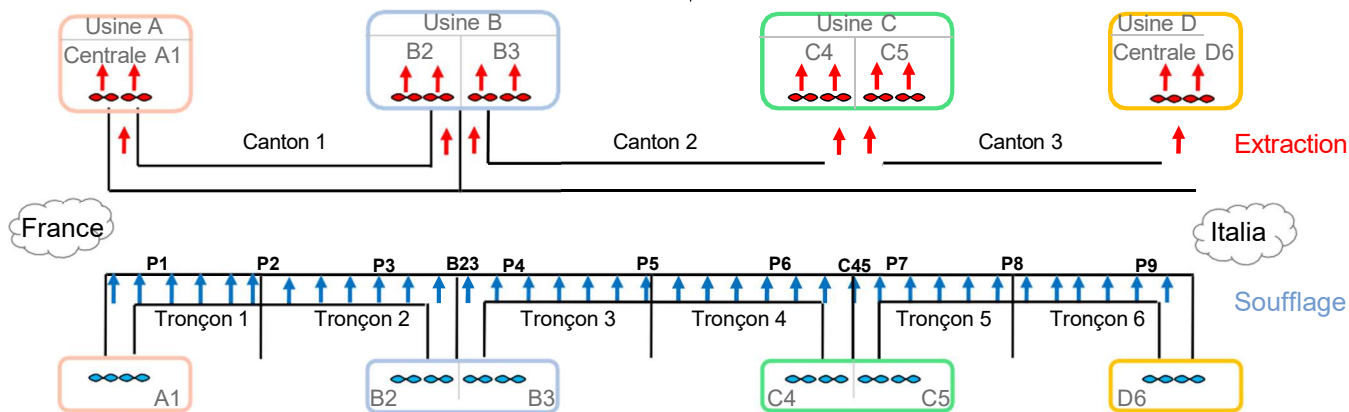 Usine A
Centrale A1
Usine B
B2 B3
Usine C
C4 C5
Usine D
Centrale D6
Canton 1
Canton 2
Canton 3
Extraction
France
Italia
P1 P2 P3 B23 P4 P5 P6 C45 P7 P8 P9
Soufflage
Tronçon 1 Tronçon 2 Tronçon 3 Tronçon 4 Tronçon 5 Tronçon 6
A1 B2 B3 C4 C5 D6